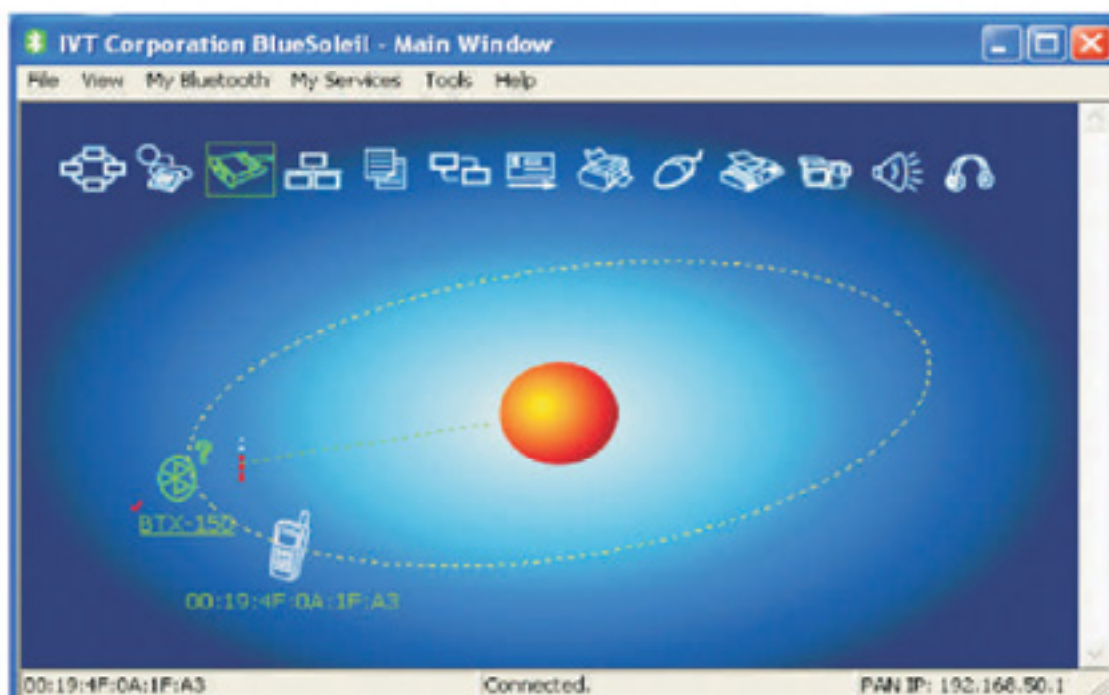 IVT Corporation BlueSoleil - Main Window
File View My Bluetooth My Services Tools Help
?
BTX-150
00:19:4F:0A:1F:A3
00:19:4F:0A:1F:A3 Connected. PAN IP: 192.168.50.1